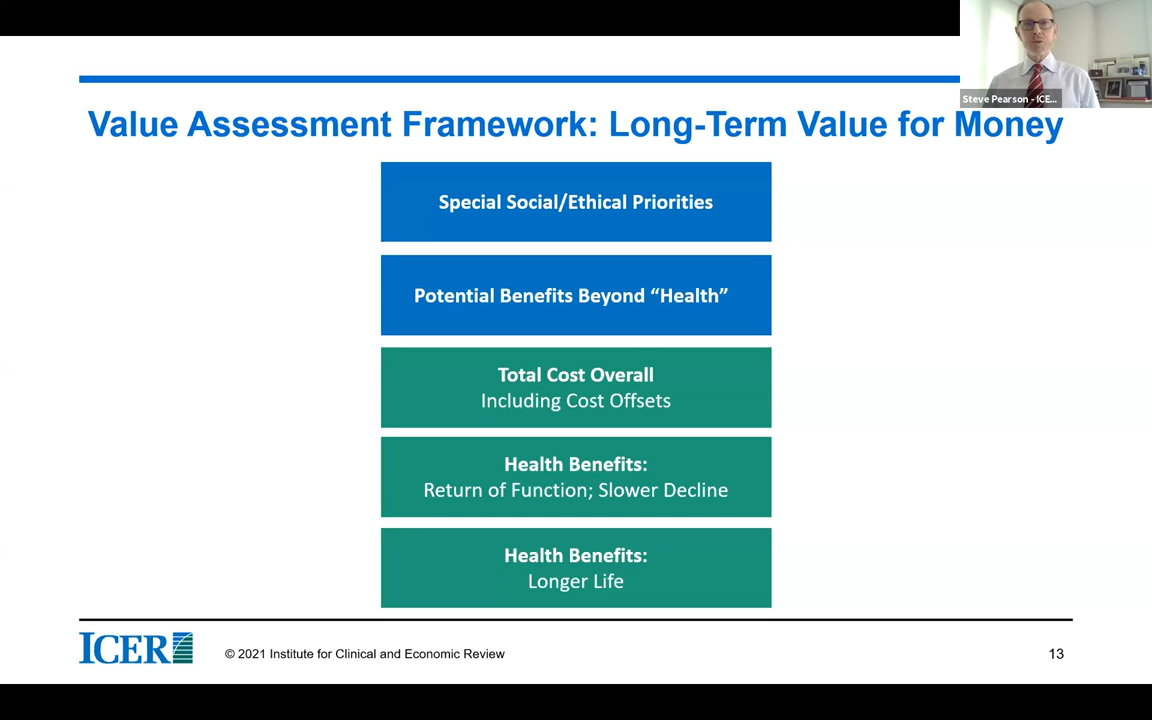 Steve Pearson - ICE...
Value Assessment Framework: Long-Term Value for Money
Special Social/Ethical Priorities
Potential Benefits Beyond “Health”
Total Cost Overall
Including Cost Offsets
Health Benefits:
Return of Function; Slower Decline
Health Benefits:
Longer Life
ICER
© 2021 Institute for Clinical and Economic Review
13